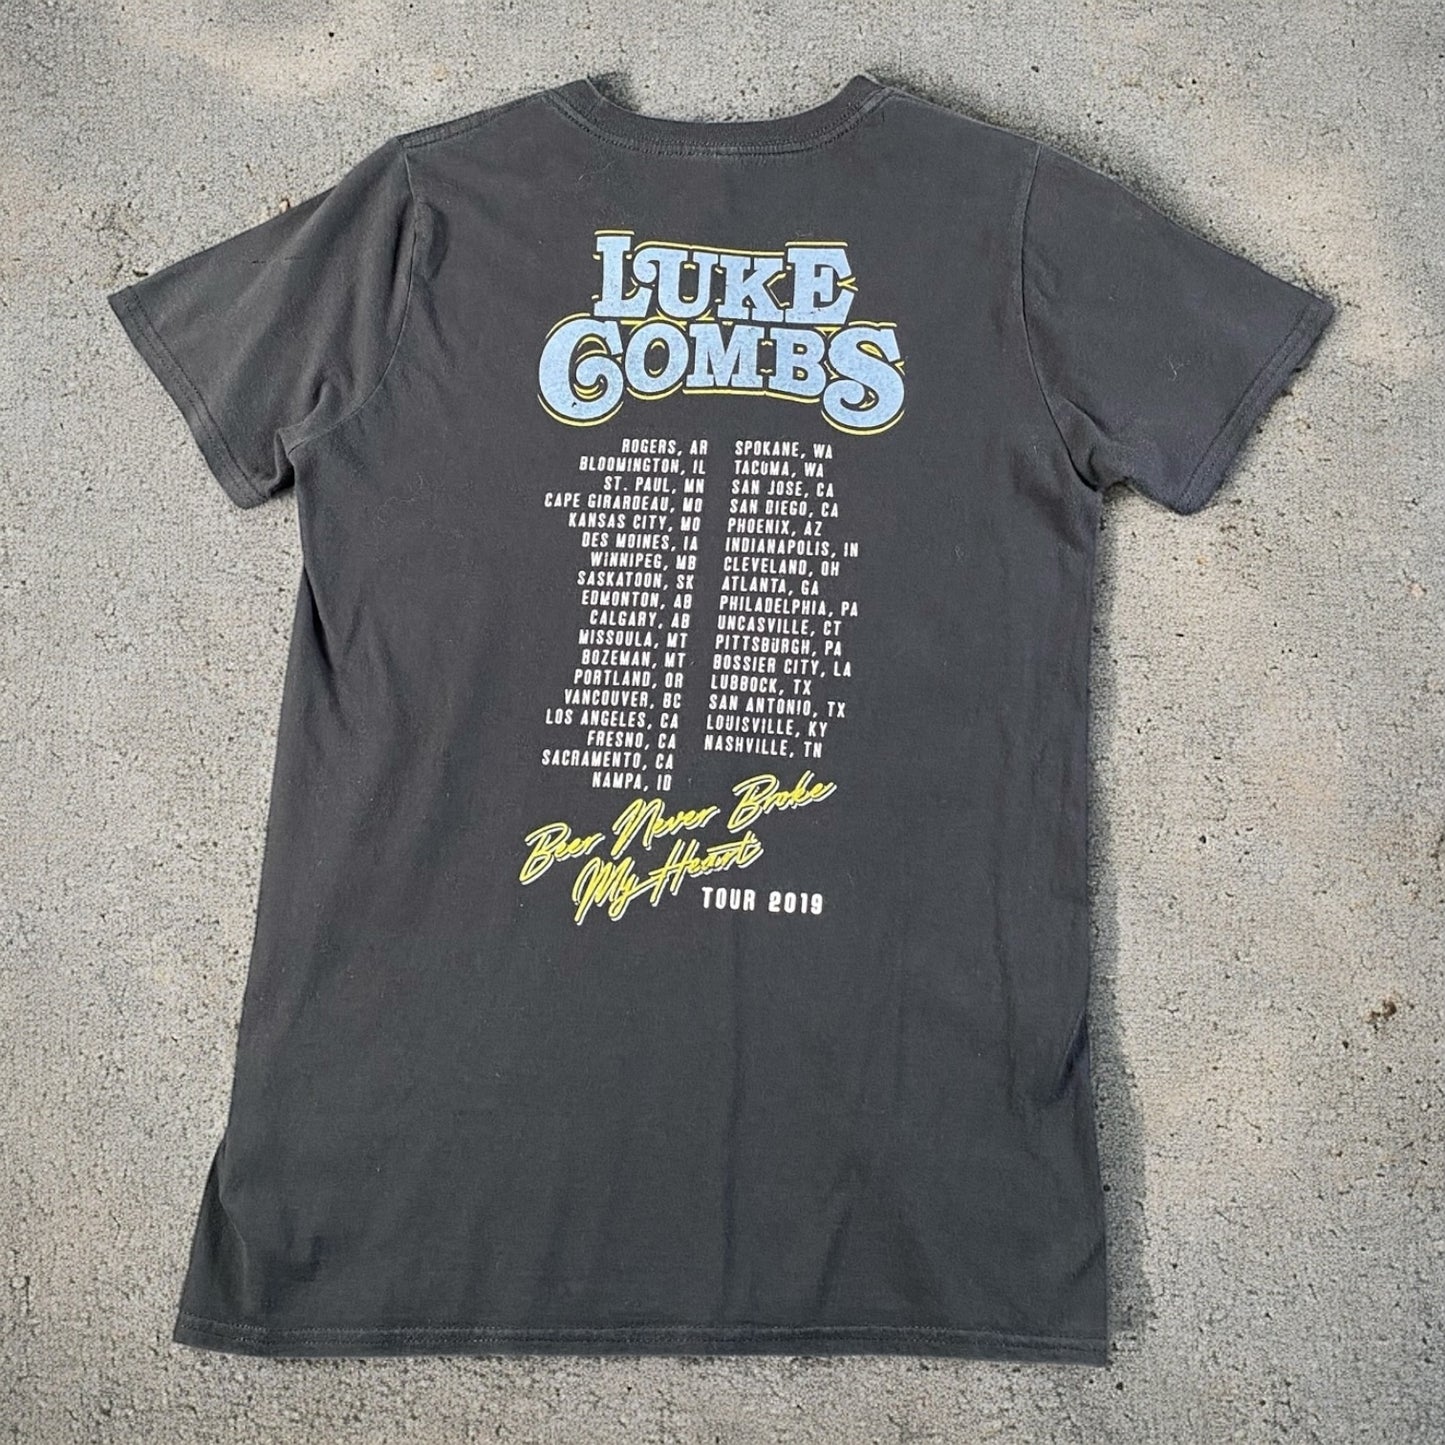 LUKE
COMBS
ROGERS, AR
BLOOMINGTON, IL
ST. PAUL, MN
CAPE GIRARDEAU, MO
KANSAS CITY, MO
DES MOINES, IA
WINNIPEG, MB
SASKATOON, SK
EDMONTON, AB
CALGARY, AB
MISSOULA, MT
BOZEMAN, MT
PORTLAND, OR
VANCOUVER, BC
LOS ANGELES, CA
FRESNO, CA
SACRAMENTO, CA
NAMPA, ID
SPOKANE, WA
TACOMA, WA
SAN JOSE, CA
SAN DIEGO, CA
PHOENIX, AZ
INDIANAPOLIS, IN
CLEVELAND, OH
ATLANTA, GA
PHILADELPHIA, PA
UNCASVILLE, CT
PITTSBURGH, PA
BOSSIER CITY, LA
LUBBOCK, TX
SAN ANTONIO, TX
LOUISVILLE, KY
NASHVILLE, TN
Beer Never Broke
My Heart
TOUR 2019